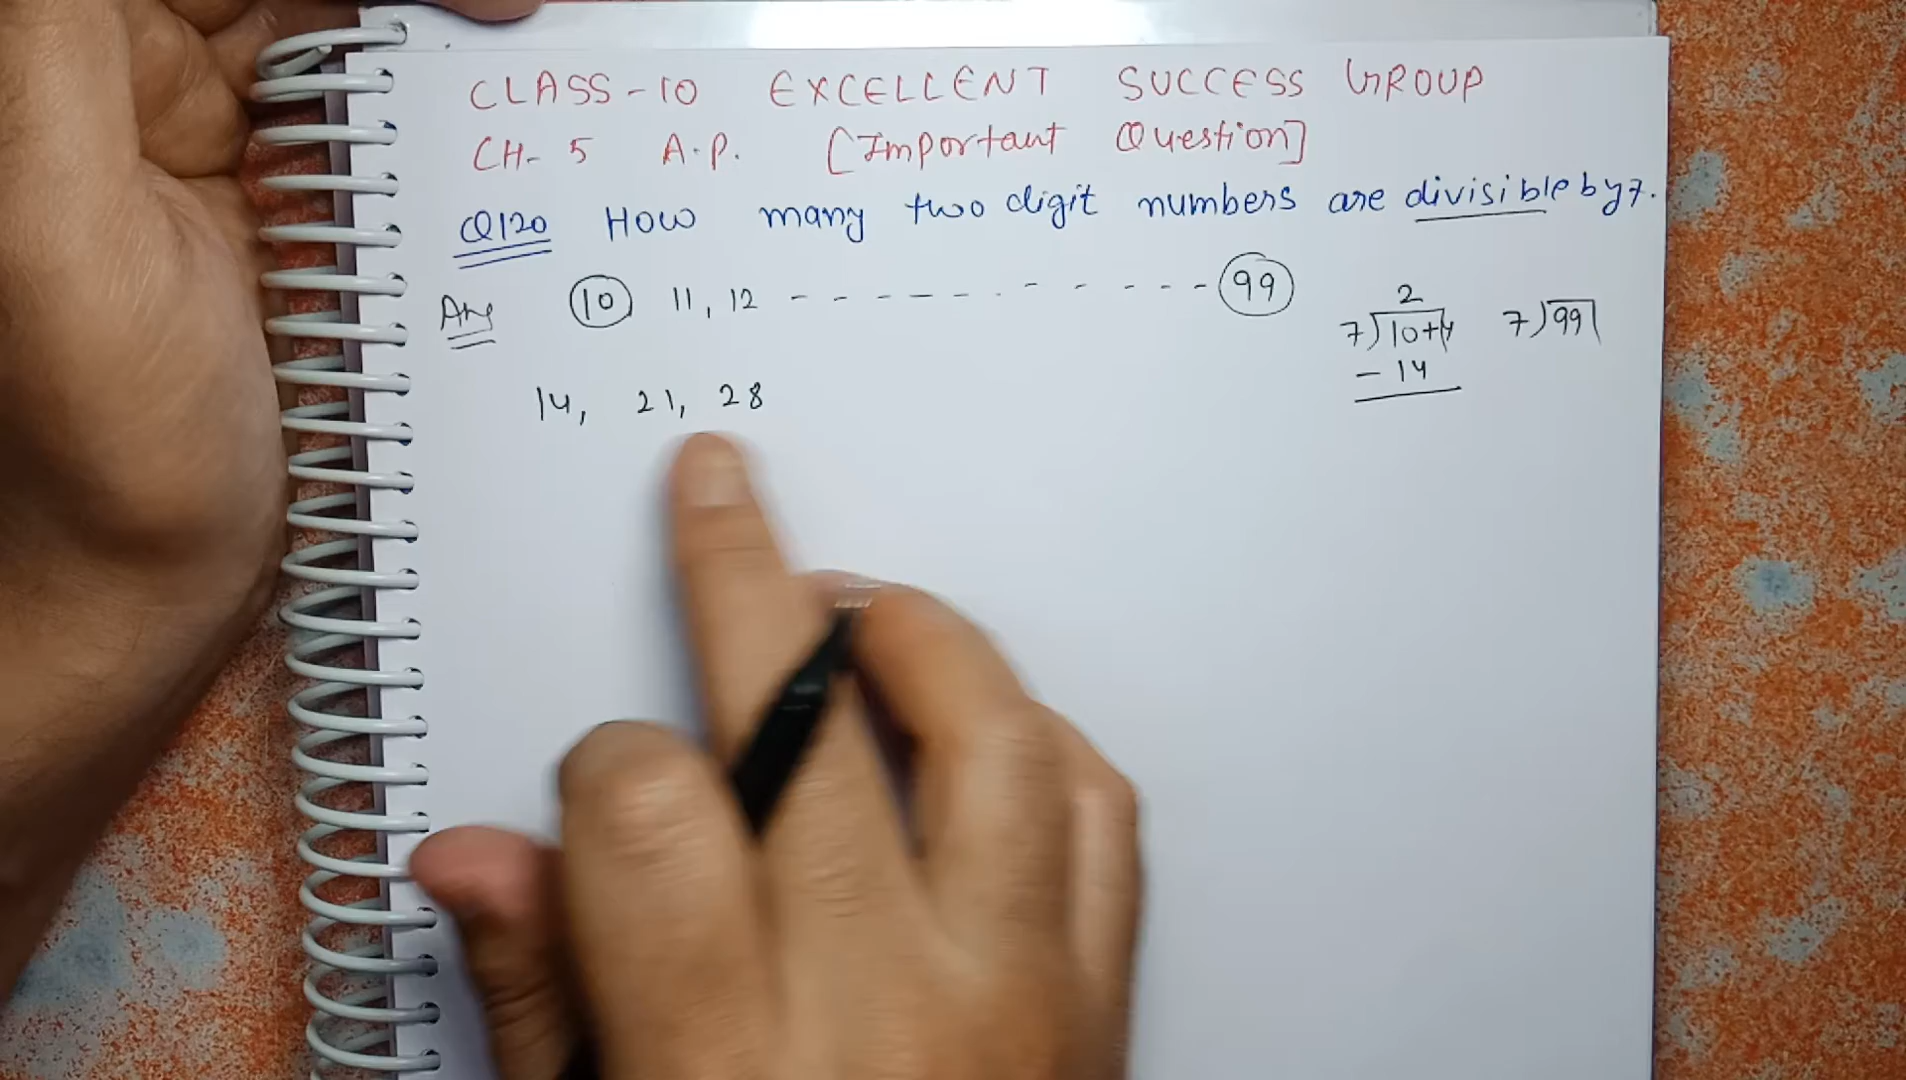 CLASS-10 EXCELLENT SUCCESS GROUP
CH- 5 A.P. [Important Question]
Q120 How many two digit numbers are divisible by 7.
Ans 10 11, 12 - - - - - - - - - - - 99
2
7)10+4 7)99
- 14
14, 21, 28